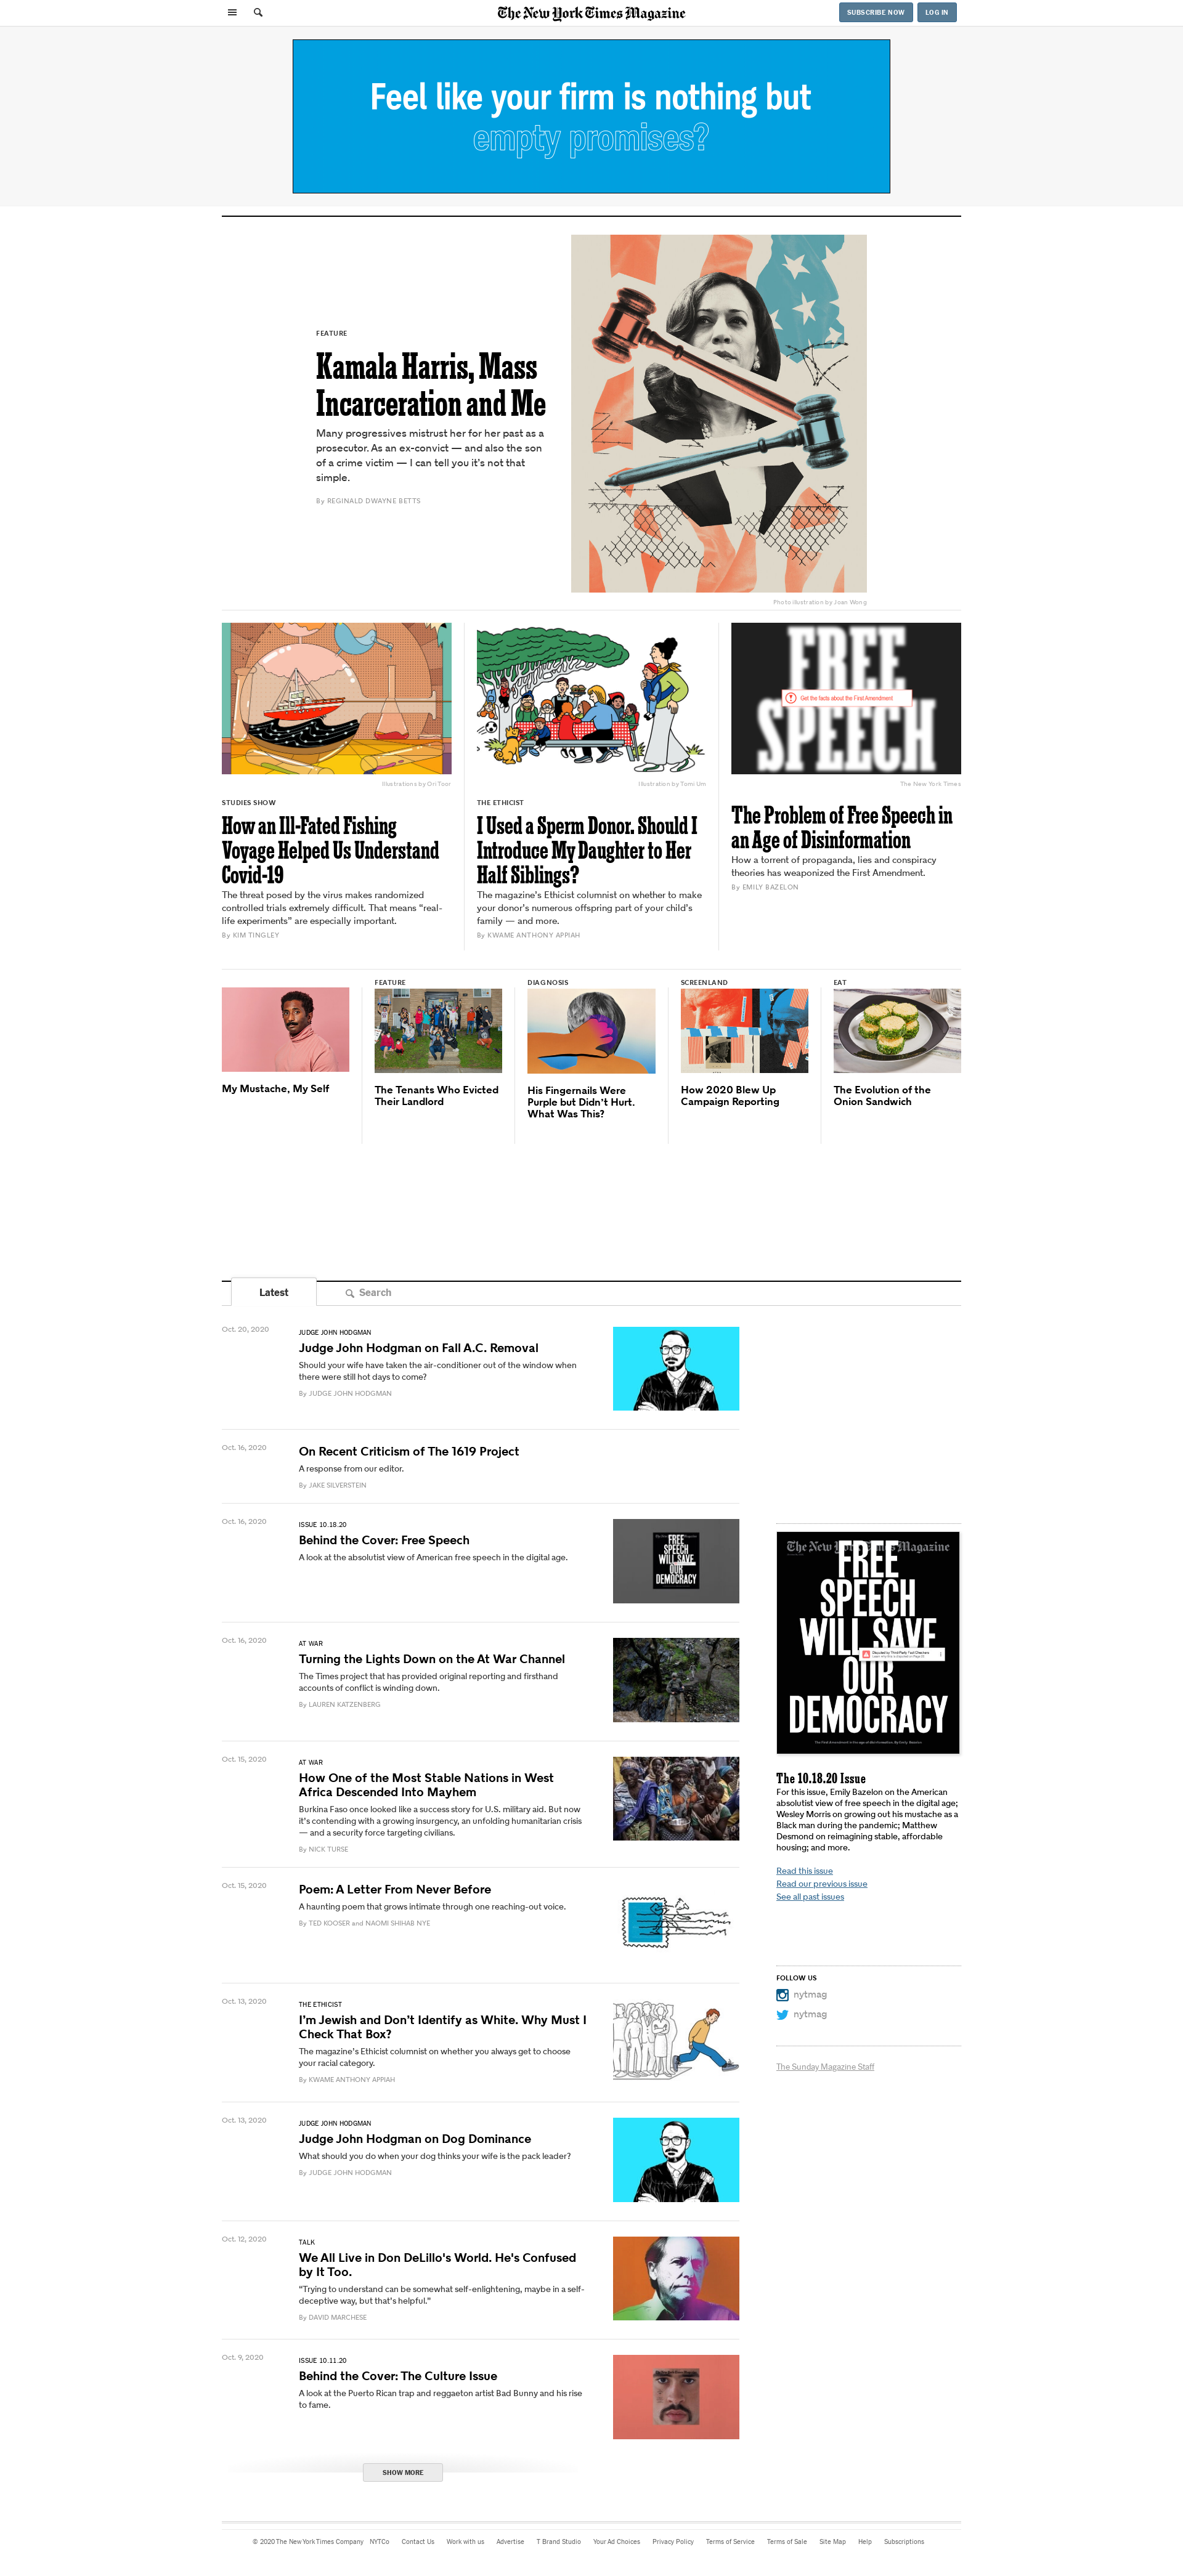 The New York Times Magazine
SUBSCRIBE NOW
LOG IN
Feel like your firm is nothing but
empty promises?
FEATURE
Kamala Harris, Mass
Incarceration and Me
Many progressives mistrust her for her past as a
prosecutor. As an ex-convict — and also the son
of a crime victim — I can tell you it's not that
simple.
By REGINALD DWAYNE BETTS
Photo illustration by Joan Wong
Illustrations by Ori Toor
STUDIES SHOW
How an Ill-Fated Fishing
Voyage Helped Us Understand
Covid-19
The threat posed by the virus makes randomized
controlled trials extremely difficult. That means "real-
life experiments" are especially important.
By KIM TINGLEY
Illustration by Tomi Um
THE ETHICIST
I Used a Sperm Donor. Should I
Introduce My Daughter to Her
Half Siblings?
The magazine's Ethicist columnist on whether to make
your donor's numerous offspring part of your child's
family — and more.
By KWAME ANTHONY APPIAH
FREE
Get the facts about the First Amendment
SPEECH
The New York Times
The Problem of Free Speech in
an Age of Disinformation
How a torrent of propaganda, lies and conspiracy
theories has weaponized the First Amendment.
By EMILY BAZELON
My Mustache, My Self
FEATURE
The Tenants Who Evicted
Their Landlord
DIAGNOSIS
His Fingernails Were
Purple but Didn't Hurt.
What Was This?
SCREENLAND
How 2020 Blew Up
Campaign Reporting
EAT
The Evolution of the
Onion Sandwich
Latest
Search
Oct. 20, 2020
JUDGE JOHN HODGMAN
Judge John Hodgman on Fall A.C. Removal
Should your wife have taken the air-conditioner out of the window when
there were still hot days to come?
By JUDGE JOHN HODGMAN
Oct. 16, 2020
On Recent Criticism of The 1619 Project
A response from our editor.
By JAKE SILVERSTEIN
Oct. 16, 2020
ISSUE 10.18.20
Behind the Cover: Free Speech
A look at the absolutist view of American free speech in the digital age.
FREE
SPEECH
WILL SAVE
OUR
DEMOCRACY
Oct. 16, 2020
AT WAR
Turning the Lights Down on the At War Channel
The Times project that has provided original reporting and firsthand
accounts of conflict is winding down.
By LAUREN KATZENBERG
Oct. 15, 2020
AT WAR
How One of the Most Stable Nations in West
Africa Descended Into Mayhem
Burkina Faso once looked like a success story for U.S. military aid. But now
it's contending with a growing insurgency, an unfolding humanitarian crisis
— and a security force targeting civilians.
By NICK TURSE
Oct. 15, 2020
Poem: A Letter From Never Before
A haunting poem that grows intimate through one reaching-out voice.
By TED KOOSER and NAOMI SHIHAB NYE
Oct. 13, 2020
THE ETHICIST
I'm Jewish and Don't Identify as White. Why Must I
Check That Box?
The magazine's Ethicist columnist on whether you always get to choose
your racial category.
By KWAME ANTHONY APPIAH
Oct. 13, 2020
JUDGE JOHN HODGMAN
Judge John Hodgman on Dog Dominance
What should you do when your dog thinks your wife is the pack leader?
By JUDGE JOHN HODGMAN
Oct. 12, 2020
TALK
We All Live in Don DeLillo's World. He's Confused
by It Too.
"Trying to understand can be somewhat self-enlightening, maybe in a self-
deceptive way, but that's helpful."
By DAVID MARCHESE
Oct. 9, 2020
ISSUE 10.11.20
Behind the Cover: The Culture Issue
A look at the Puerto Rican trap and reggaeton artist Bad Bunny and his rise
to fame.
SHOW MORE
The New York Times Magazine
FREE
SPEECH
WILL SAVE
OUR
DEMOCRACY
The 10.18.20 Issue
For this issue, Emily Bazelon on the American
absolutist view of free speech in the digital age;
Wesley Morris on growing out his mustache as a
Black man during the pandemic; Matthew
Desmond on reimagining stable, affordable
housing; and more.
Read this issue
Read our previous issue
See all past issues
FOLLOW US
nytmag
nytmag
The Sunday Magazine Staff
© 2020 The New York Times Company NYTCo Contact Us Work with us Advertise T Brand Studio Your Ad Choices Privacy Policy Terms of Service Terms of Sale Site Map Help Subscriptions